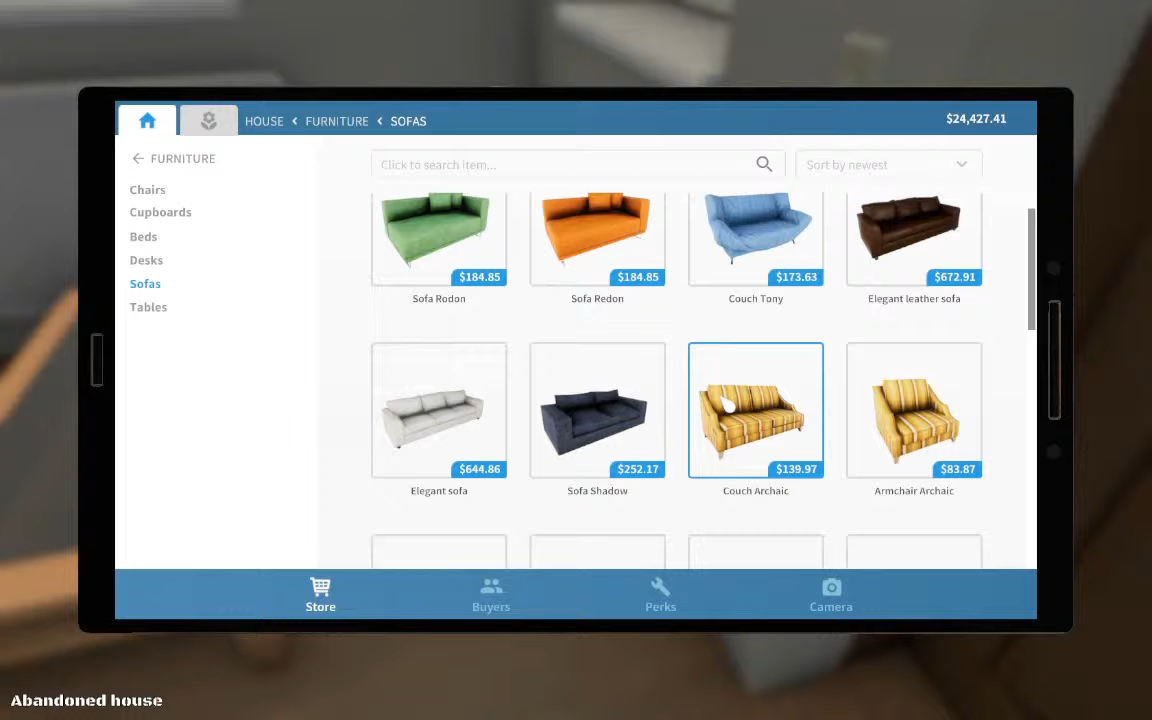 HOUSE < FURNITURE < SOFAS
$24,427.41
FURNITURE
Chairs
Cupboards
Beds
Desks
Sofas
Tables
Click to search item...
Sort by newest
$184.85
$184.85
$173.63
$672.91
Sofa Rodon
Sofa Redon
Couch Tony
Elegant leather sofa
$644.86
$252.17
$139.97
$83.87
Elegant sofa
Sofa Shadow
Couch Archaic
Armchair Archaic
Store
Buyers
Perks
Camera
Abandoned house